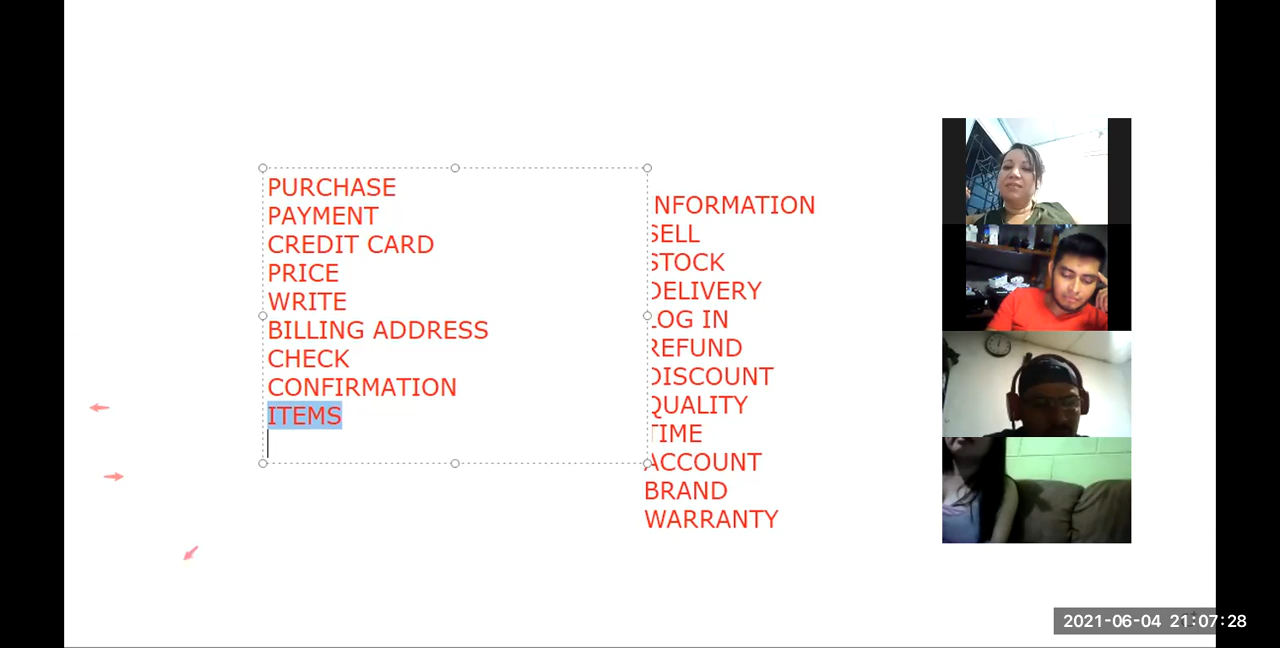 PURCHASE
PAYMENT
CREDIT CARD
PRICE
WRITE
BILLING ADDRESS
CHECK
CONFIRMATION
ITEMS
INFORMATION
SELL
STOCK
DELIVERY
LOG IN
REFUND
DISCOUNT
QUALITY
TIME
ACCOUNT
BRAND
WARRANTY
2021-06-04 21:07:28